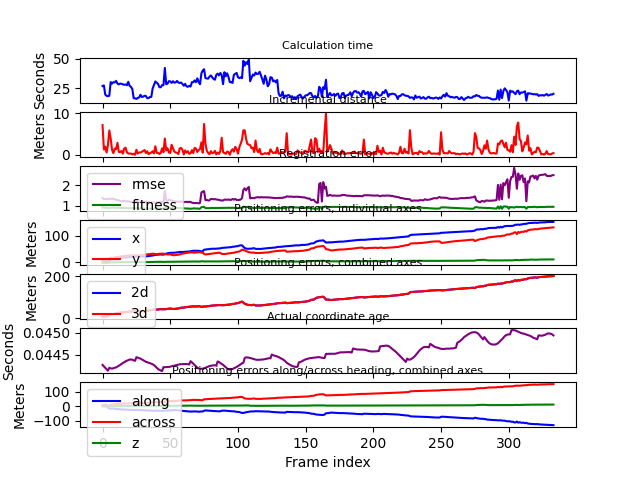 Calculation time
50
25
Seconds
Incremental distance
10
0
Meters
Registration error
2
1
rmse
fitness
Positioning errors, individual axes
100
0
Meters
x
y
Positioning errors, combined axes
200
0
Meters
2d
3d
Actual coordinate age
0.0450
0.0445
Seconds
Positioning errors along/across heading, combined axes
100
0
−100
Meters
along
across
z
0 50 100 150 200 250 300
Frame index